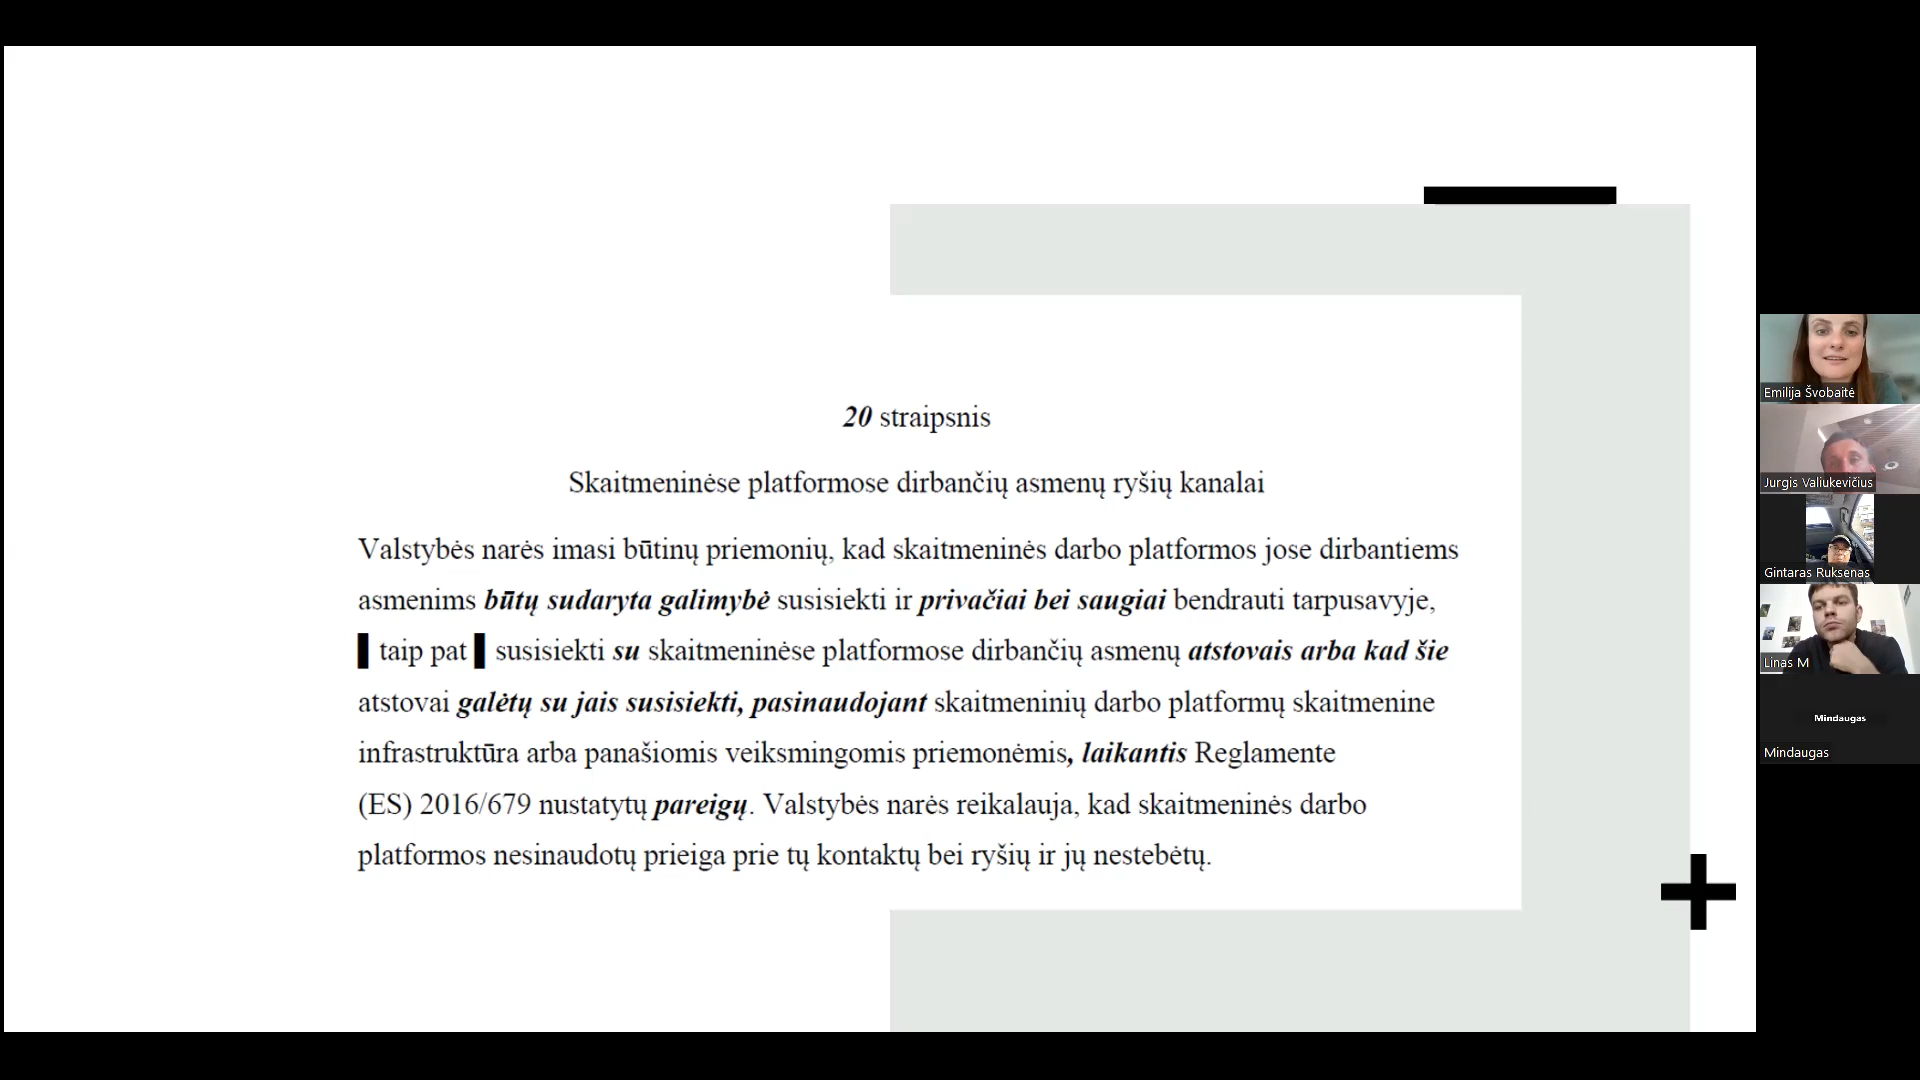 20 straipsnis
Skaitmeninėse platformose dirbančių asmenų ryšių kanalai
Valstybės narės imasi būtinų priemonių, kad skaitmeninės darbo platformos jose dirbantiems
asmenims būtų sudaryta galimybė susisiekti ir privačiai bei saugiai bendrauti tarpusavyje,
▌taip pat ▌susisiekti su skaitmeninėse platformose dirbančių asmenų atstovais arba kad šie
atstovai galėtų su jais susisiekti, pasinaudojant skaitmeninių darbo platformų skaitmenine
infrastruktūra arba panašiomis veiksmingomis priemonėmis, laikantis Reglamente
(ES) 2016/679 nustatytų pareigų. Valstybės narės reikalauja, kad skaitmeninės darbo
platformos nesinaudotų prieiga prie tų kontaktų bei ryšių ir jų nestebėtų.
Emilija Švobaitė
Jurgis Valiukevičius
Gintaras Ruksenas
Linas M
Mindaugas
Mindaugas